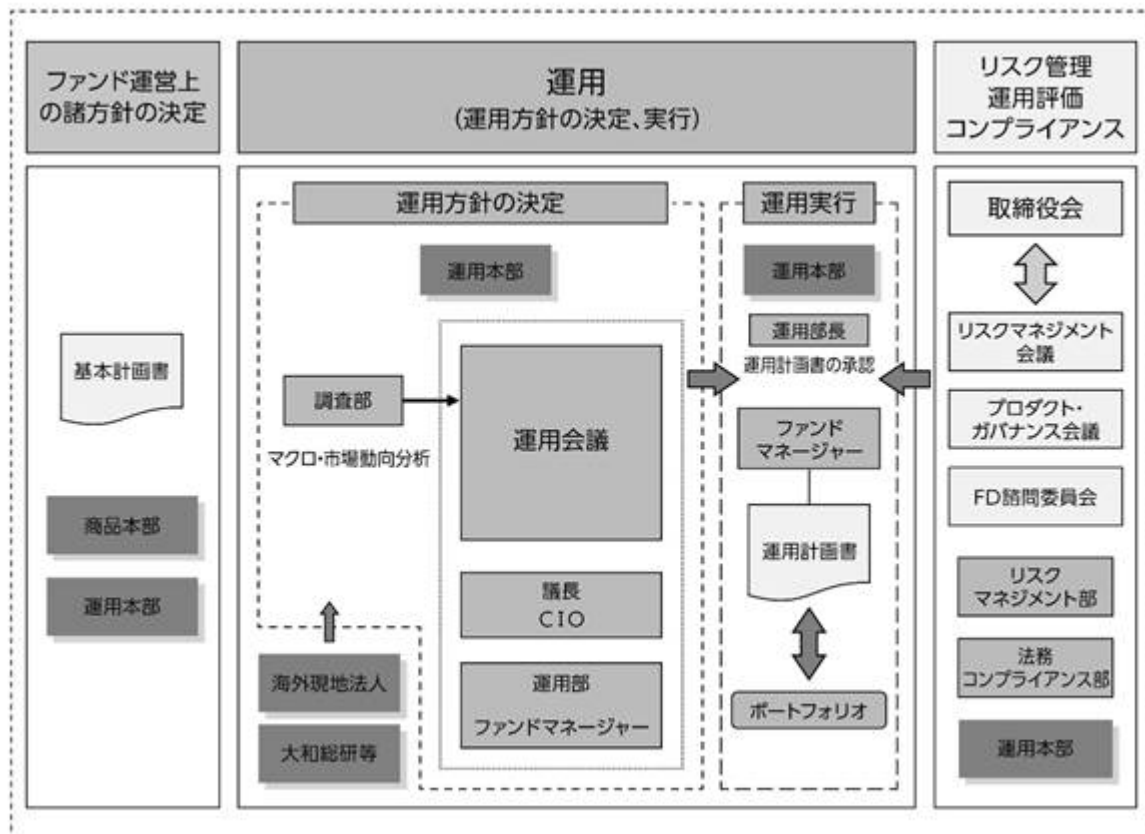 ファンド運営上
の諸方針の決定
基本計画書
商品本部
運用本部
運用
(運用方針の決定、実行)
運用方針の決定
運用本部
調査部
マクロ・市場動向分析
運用会議
議長
CIO
運用部
ファンドマネージャー
海外現地法人
大和総研等
運用実行
運用本部
運用部長
運用計画書の承認
ファンド
マネージャー
運用計画書
ポートフォリオ
リスク管理
運用評価
コンプライアンス
取締役会
リスクマネジメント
会議
プロダクト・
ガバナンス会議
FD諮問委員会
リスク
マネジメント部
法務
コンプライアンス部
運用本部